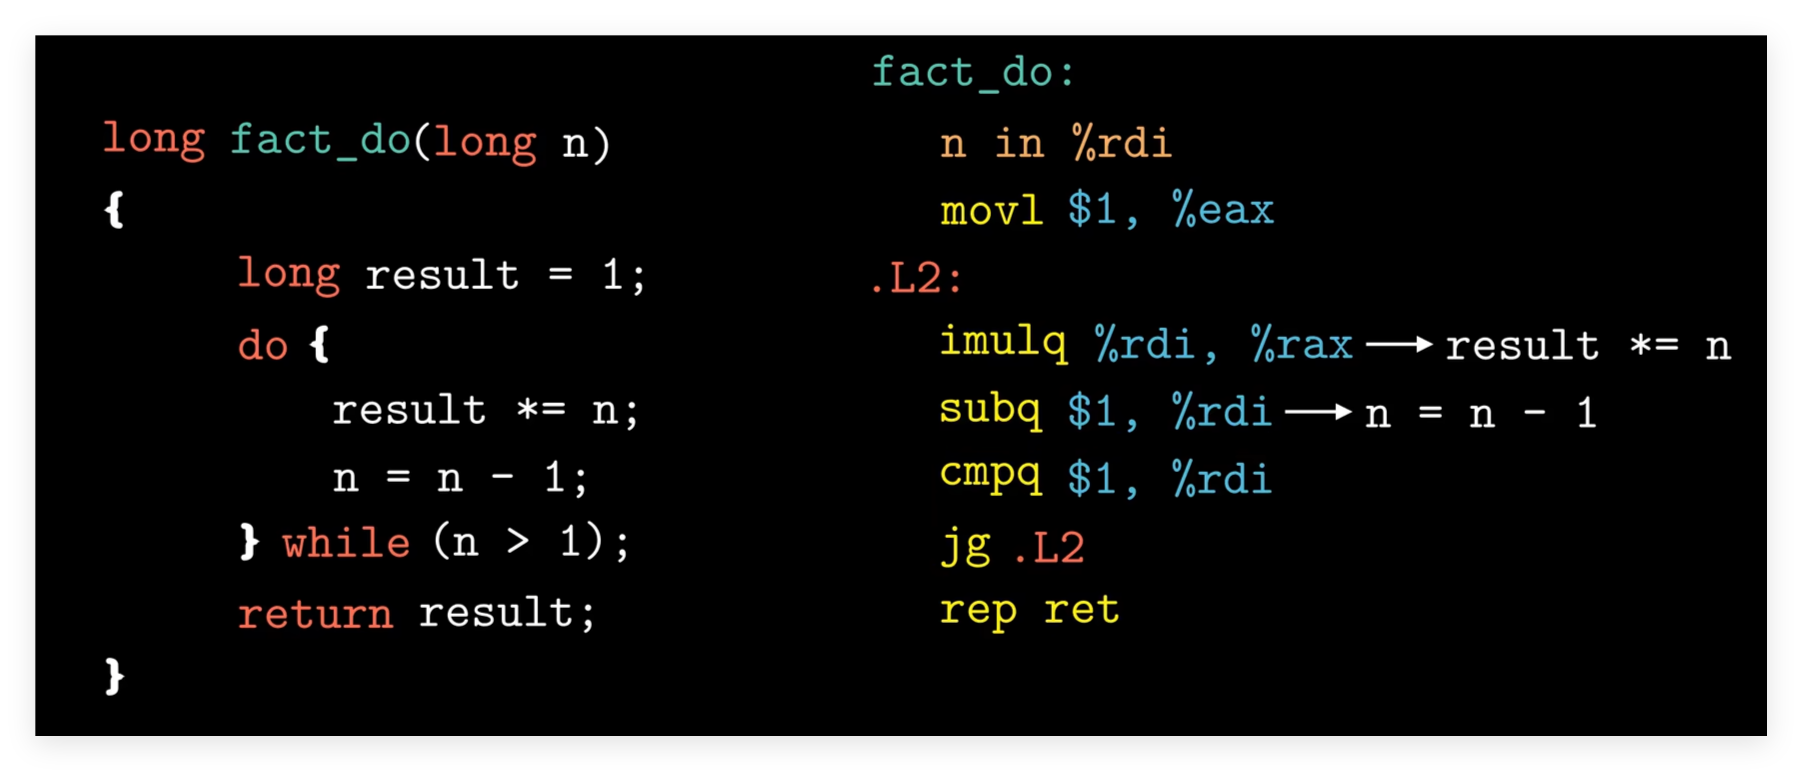 long fact_do(long n)
{
long result = 1;
do {
result *= n;
n = n - 1;
} while (n > 1);
return result;
}
fact_do:
n in %rdi
movl $1, %eax
.L2:
imulq %rdi, %rax → result *= n
subq $1, %rdi → n = n - 1
cmpq $1, %rdi
jg .L2
rep ret